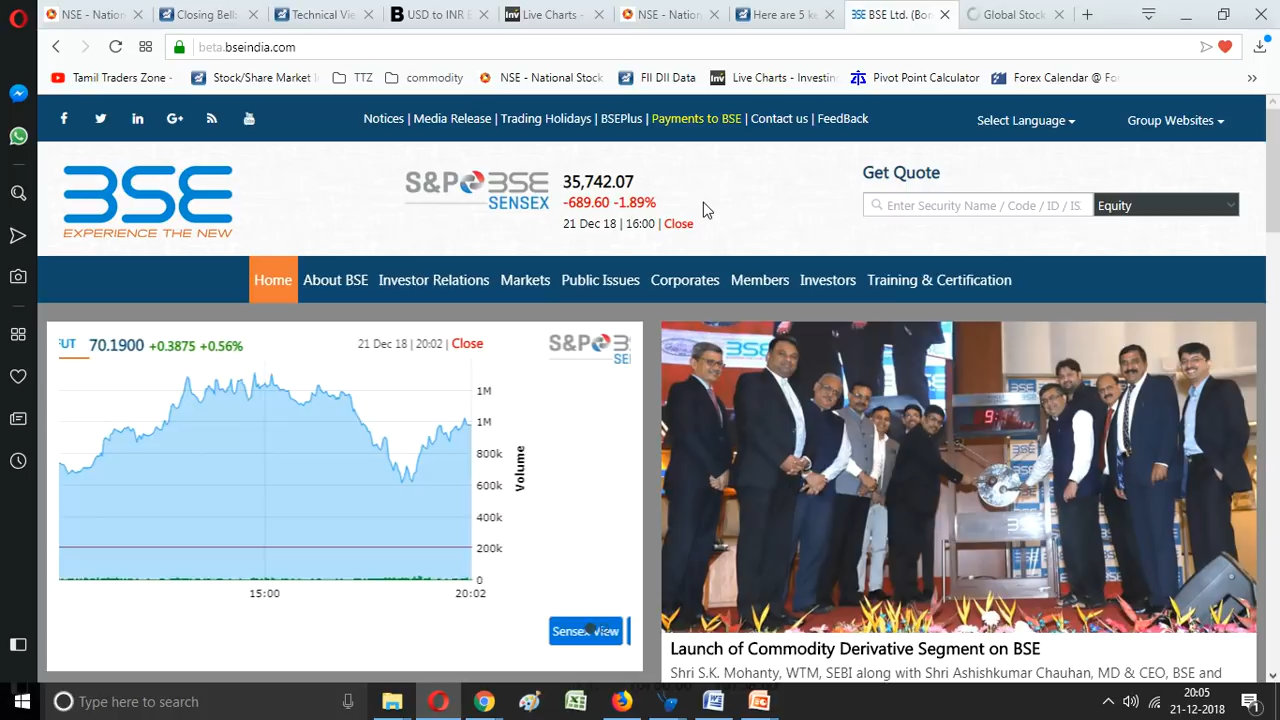 NSE - Nation
Closing Bell:
Technical Vie
USD to INR E
Live Charts -
NSE - Nation
Here are 5 ke
BSE Ltd. (Bor
Global Stock
beta.bseindia.com
Tamil Traders Zone -
Stock/Share Market
TTZ
commodity
NSE - National Stock
FII DII Data
Live Charts - Investin
Pivot Point Calculator
Forex Calendar @ Fo
Notices | Media Release | Trading Holidays | BSEPlus | Payments to BSE | Contact us | FeedBack
Select Language
Group Websites
BSE
EXPERIENCE THE NEW
S&P BSE
SENSEX
35,742.07
-689.60 -1.89%
21 Dec 18 | 16:00 | Close
Get Quote
Enter Security Name / Code / ID / IS
Equity
Home
About BSE
Investor Relations
Markets
Public Issues
Corporates
Members
Investors
Training & Certification
FUT 70.1900 +0.3875 +0.56%
21 Dec 18 | 20:02 | Close
S&P BS
SEN
1M
1M
800k
600k
400k
200k
0
Volume
15:00
20:02
Sensex View
BSE
9:
Launch of Commodity Derivative Segment on BSE
Shri S.K. Mohanty, WTM, SEBI along with Shri Ashishkumar Chauhan, MD & CEO, BSE and
Type here to search
20:05
21-12-2018
1